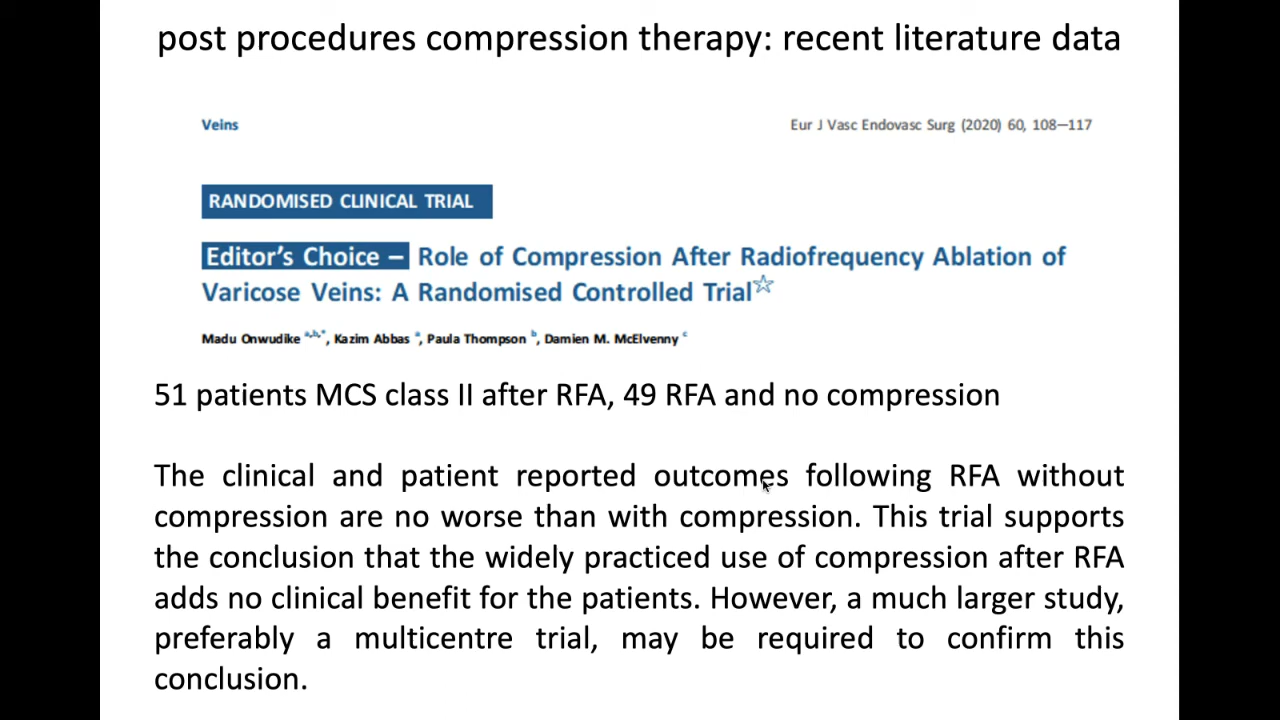 post procedures compression therapy: recent literature data
Veins
Eur J Vasc Endovasc Surg (2020) 60, 108–117
RANDOMISED CLINICAL TRIAL
Editor's Choice – Role of Compression After Radiofrequency Ablation of
Varicose Veins: A Randomised Controlled Trial☆
Madu Onwudike a,b,*, Kazim Abbas a, Paula Thompson b, Damien M. McElvenny c
51 patients MCS class II after RFA, 49 RFA and no compression
The clinical and patient reported outcomes following RFA without
compression are no worse than with compression. This trial supports
the conclusion that the widely practiced use of compression after RFA
adds no clinical benefit for the patients. However, a much larger study,
preferably a multicentre trial, may be required to confirm this
conclusion.